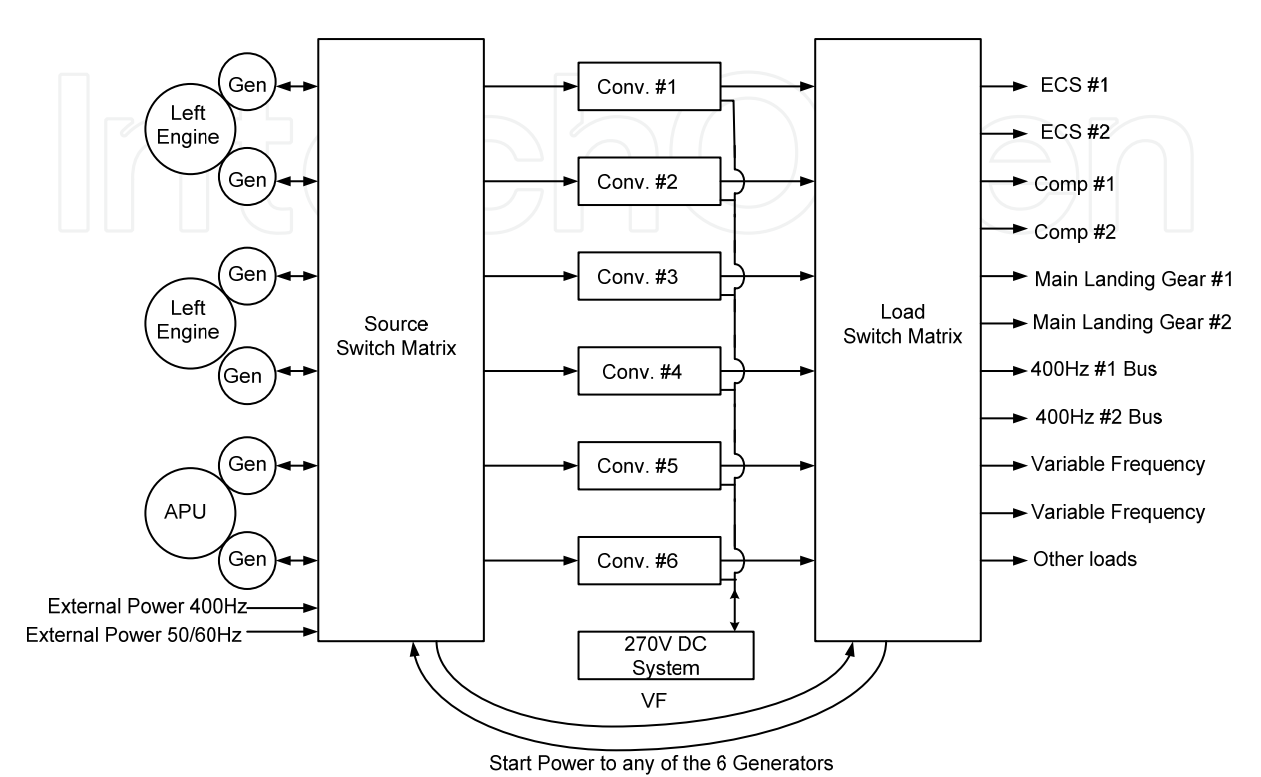 IntechOpen
Gen
Left
Engine
Gen
Gen
Left
Engine
Gen
Gen
APU
Gen
External Power 400Hz
External Power 50/60Hz
Source
Switch Matrix
Conv. #1
Conv. #2
Conv. #3
Conv. #4
Conv. #5
Conv. #6
270V DC
System
VF
Start Power to any of the 6 Generators
Load
Switch Matrix
ECS #1
ECS #2
Comp #1
Comp #2
Main Landing Gear #1
Main Landing Gear #2
400Hz #1 Bus
400Hz #2 Bus
Variable Frequency
Variable Frequency
Other loads